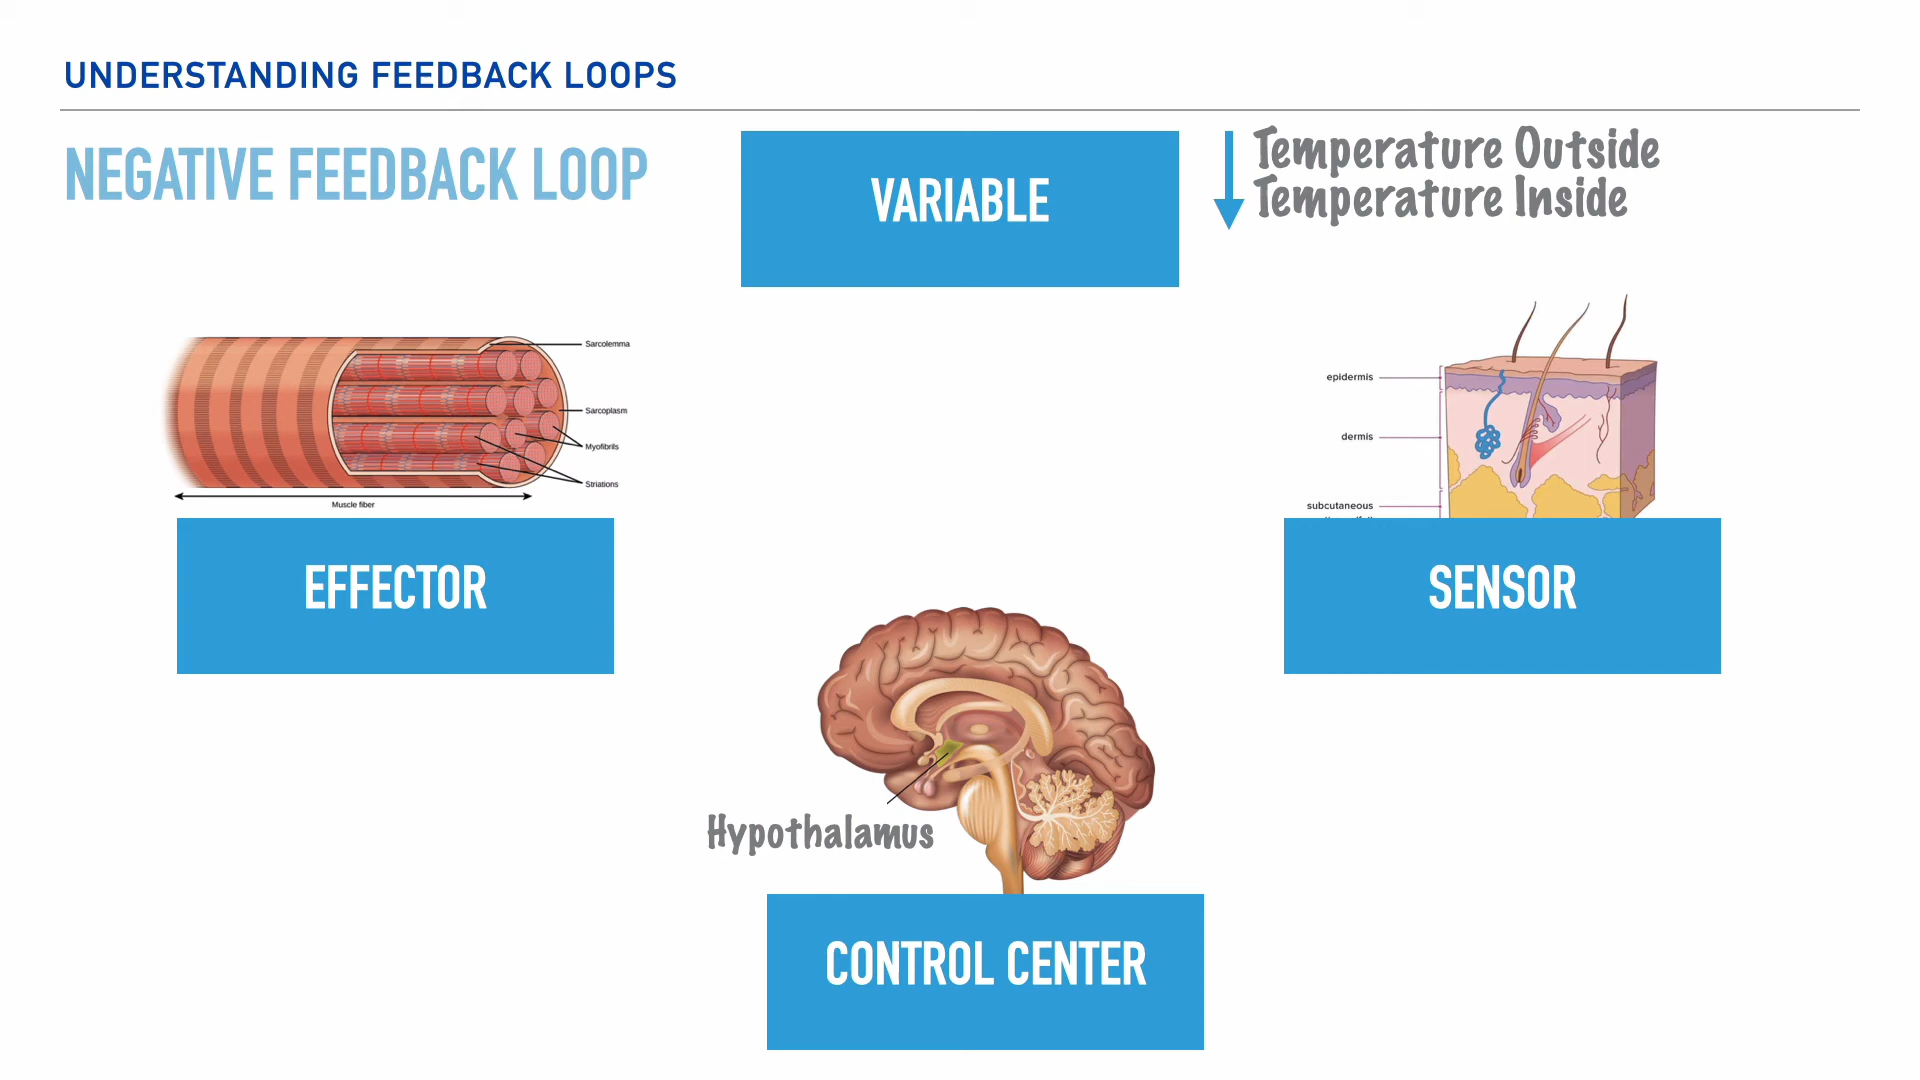 UNDERSTANDING FEEDBACK LOOPS
NEGATIVE FEEDBACK LOOP
VARIABLE
Temperature Outside
Temperature Inside
Sarcolemma
Sarcoplasm
Myofibrils
Striations
Muscle fiber
EFFECTOR
epidermis
dermis
subcutaneous
SENSOR
Hypothalamus
CONTROL CENTER